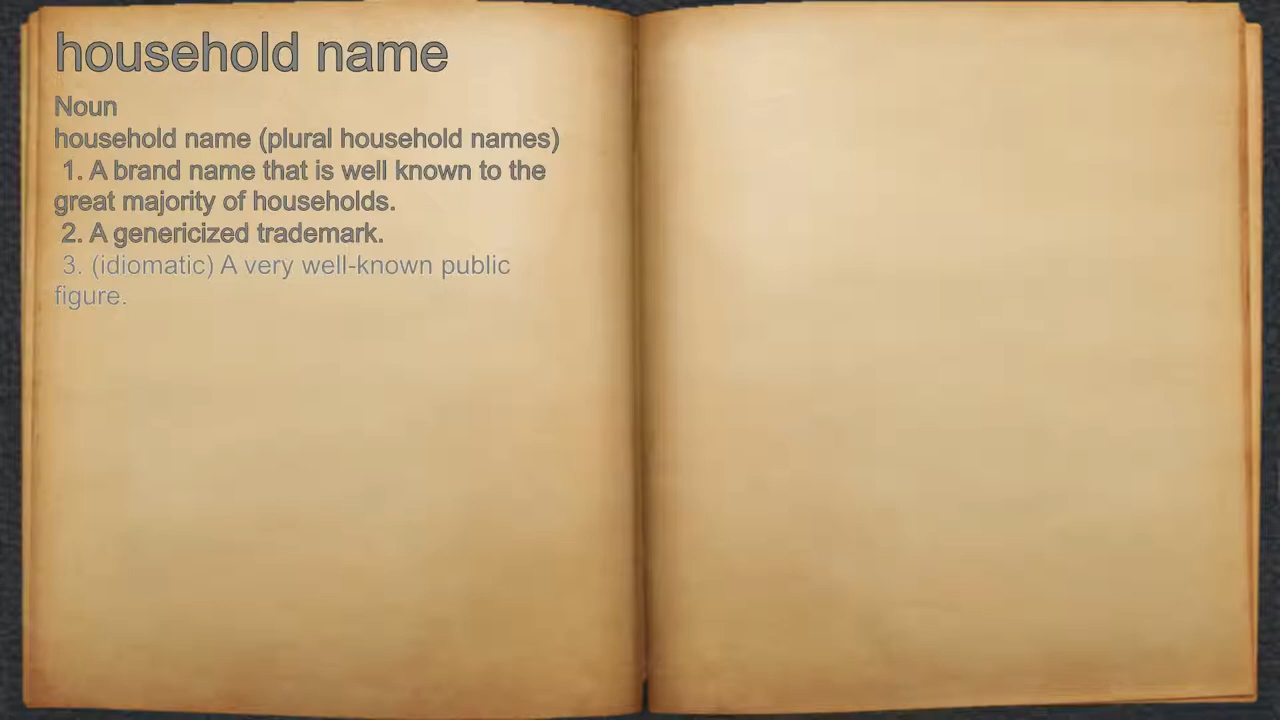 household name
Noun
household name (plural household names)
1. A brand name that is well known to the
great majority of households.
2. A genericized trademark.
3. (idiomatic) A very well-known public
figure.